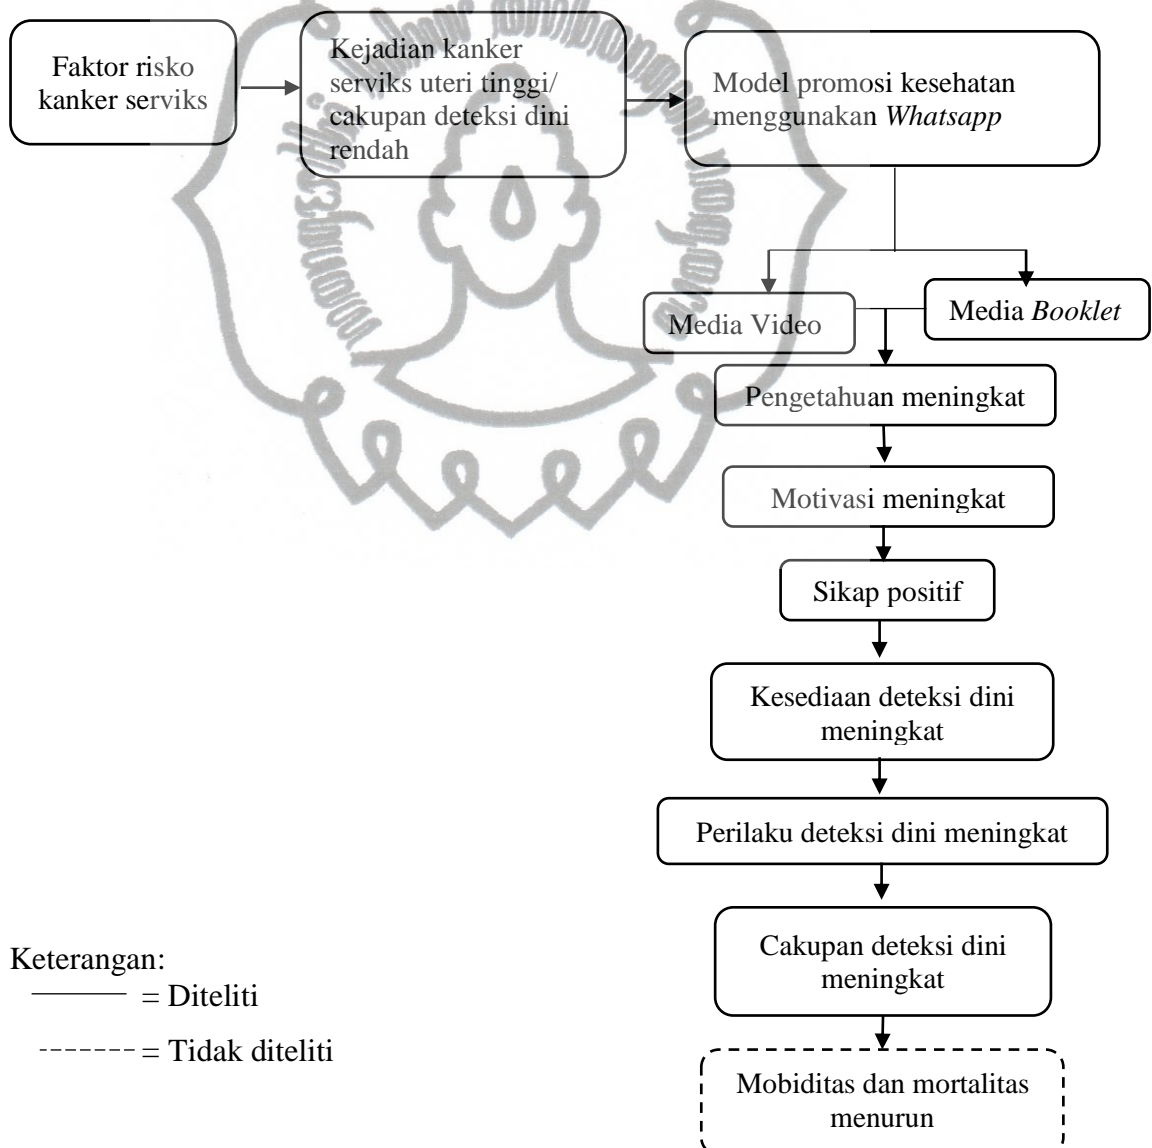 Faktor risiko
kanker serviks
Kejadian kanker
serviks uteri tinggi/
cakupan deteksi dini
rendah
Model promosi kesehatan
menggunakan Whatsapp
Media Video
Media Booklet
Pengetahuan meningkat
Motivasi meningkat
Sikap positif
Kesediaan deteksi dini
meningkat
Perilaku deteksi dini meningkat
Cakupan deteksi dini
meningkat
Mobiditas dan mortalitas
menurun
Keterangan:
= Diteliti
= Tidak diteliti